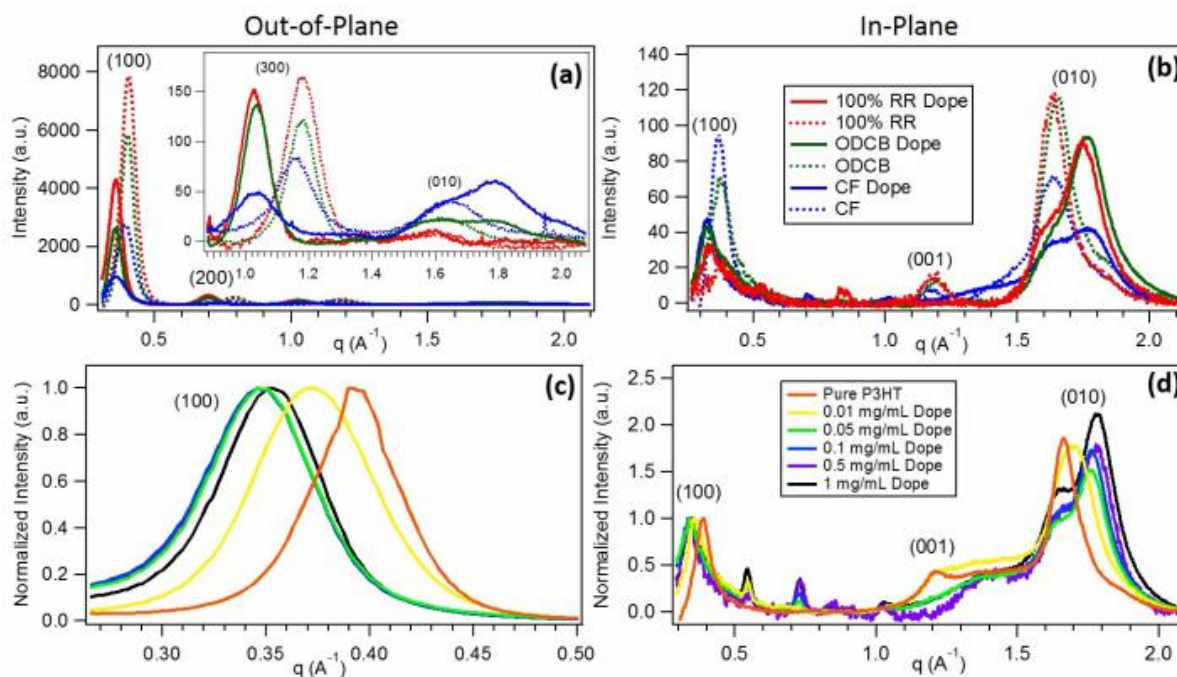 Out-of-Plane
In-Plane
(100)
(a)
(300)
(010)
(200)
Intensity (a.u.)
8000
6000
4000
2000
0
150
100
50
0
1.0
1.2
1.4
1.6
1.8
2.0
0.5
1.0
1.5
2.0
q (A⁻¹)
(b)
(100)
(010)
(001)
100% RR Dope
100% RR
ODCB Dope
ODCB
CF Dope
CF
Intensity (a.u.)
140
120
100
80
60
40
20
0
0.5
1.0
1.5
2.0
q (A⁻¹)
(c)
(100)
Normalized Intensity (a.u.)
1.0
0.8
0.6
0.4
0.2
0.0
0.30
0.35
0.40
0.45
0.50
q (A⁻¹)
(d)
(100)
(001)
(010)
Pure P3HT
0.01 mg/mL Dope
0.05 mg/mL Dope
0.1 mg/mL Dope
0.5 mg/mL Dope
1 mg/mL Dope
Normalized Intensity (a.u.)
2.5
2.0
1.5
1.0
0.5
0.0
0.5
1.0
1.5
2.0
q (A⁻¹)